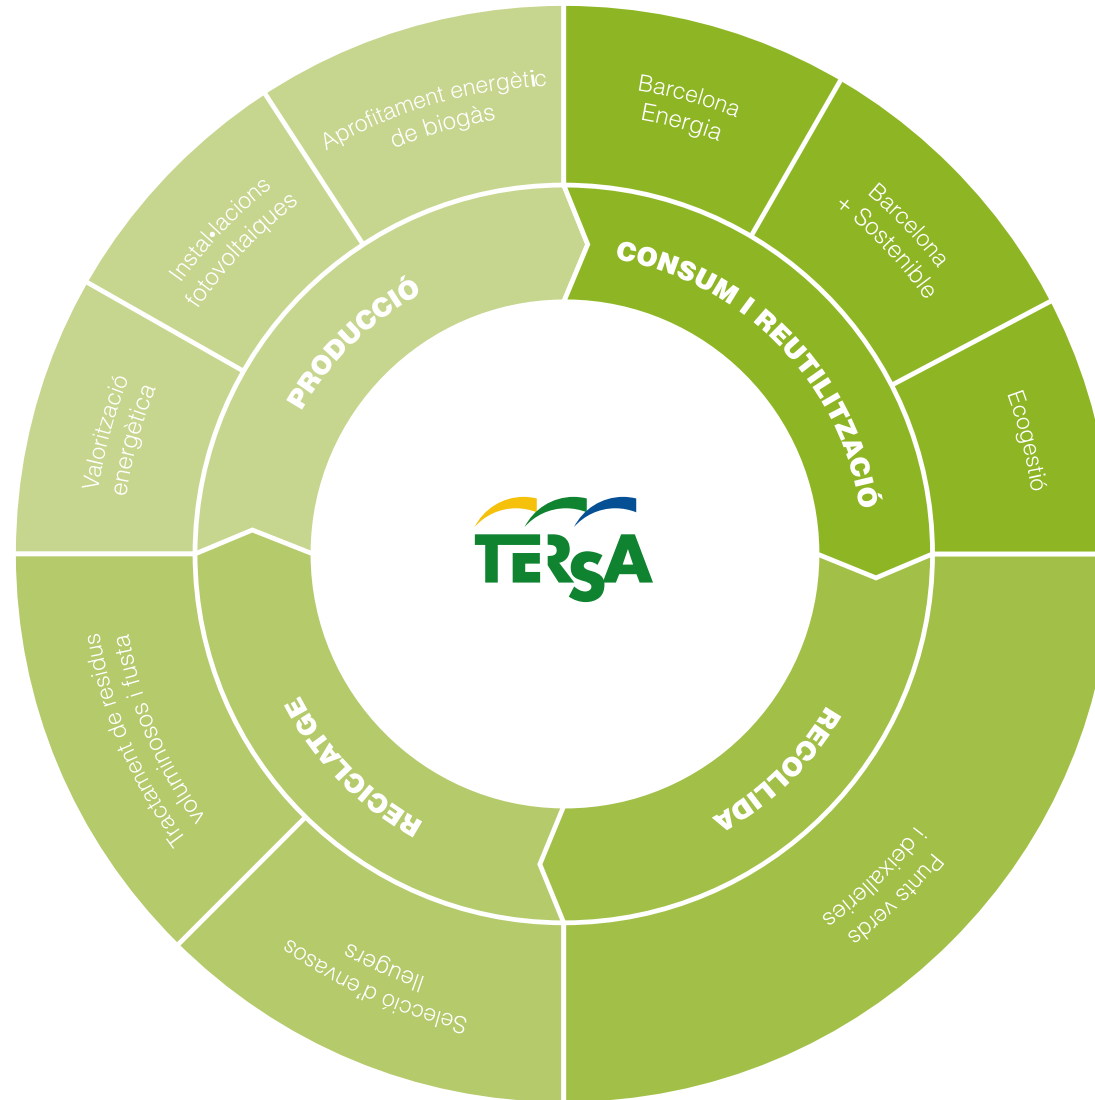 Aprofitament energètic
de biogàs
Barcelona
Energia
Barcelona
+ Sostenible
Ecogestió
Punts verds
i deixalleries
Selecció d'envasos
lleugers
Tractament de residus
voluminosos i fusta
Valorització
energètica
Instal•lacions
fotovoltaiques
PRODUCCIÓ
CONSUM I REUTILITZACIÓ
RECOLLIDA
RECICLATGE
TERSA